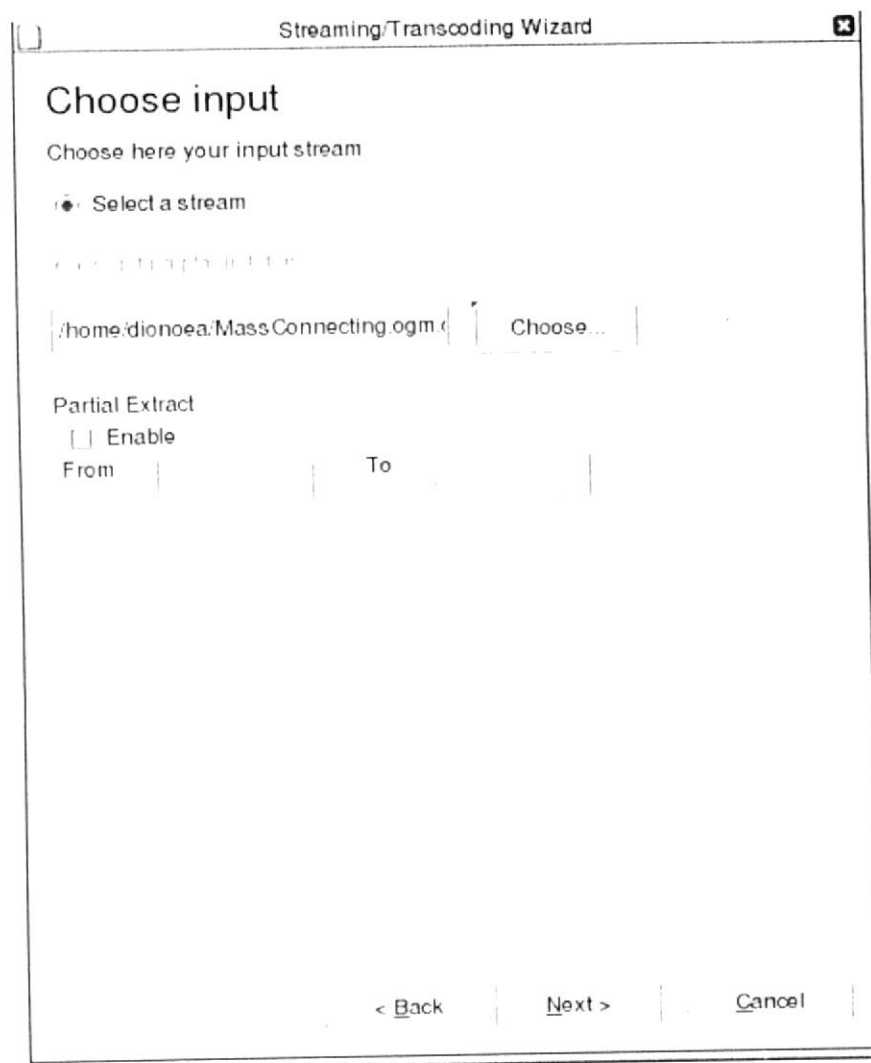 Streaming/Transcoding Wizard
Choose input
Choose here your input stream
Select a stream
/home/dionoea/MassConnecting.ogm Choose...
Partial Extract
Enable
From To
< Back Next > Cancel